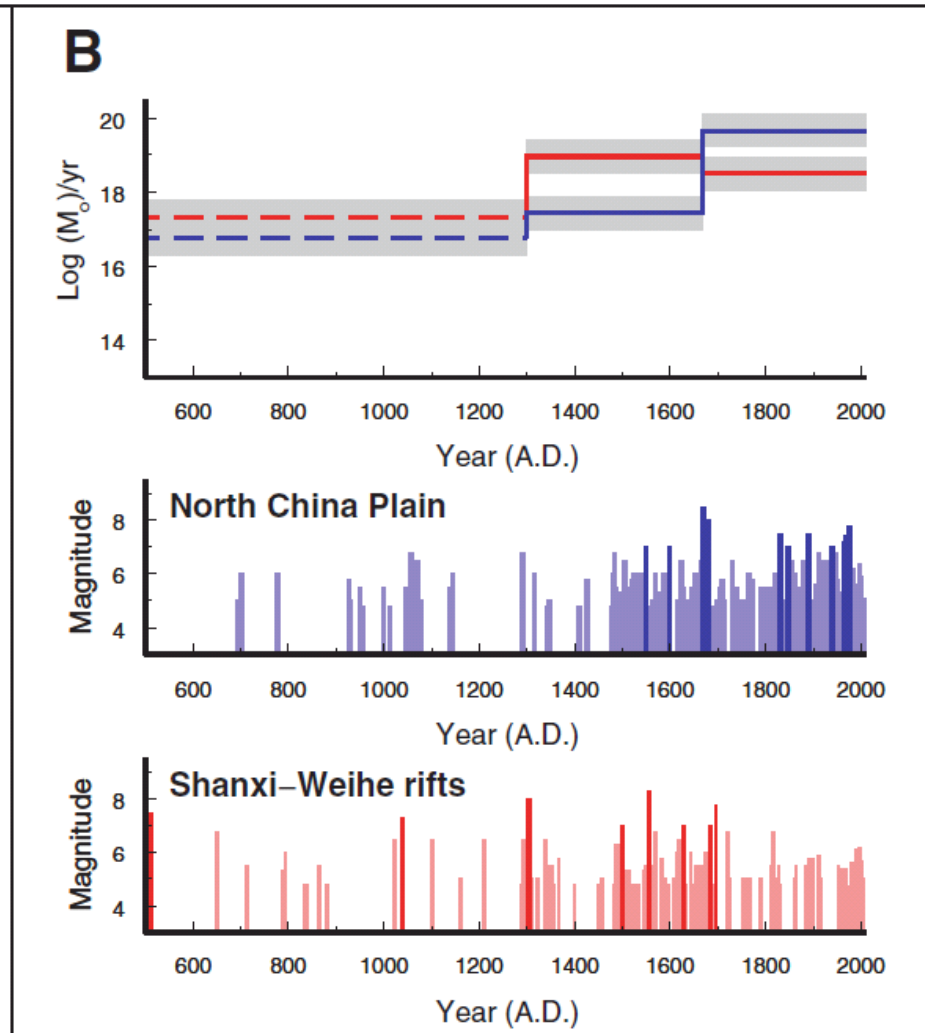 B
Log (Mo)/yr
20
18
16
14
600 800 1000 1200 1400 1600 1800 2000
Year (A.D.)
North China Plain
Magnitude
8
6
4
600 800 1000 1200 1400 1600 1800 2000
Year (A.D.)
Shanxi–Weihe rifts
Magnitude
8
6
4
600 800 1000 1200 1400 1600 1800 2000
Year (A.D.)